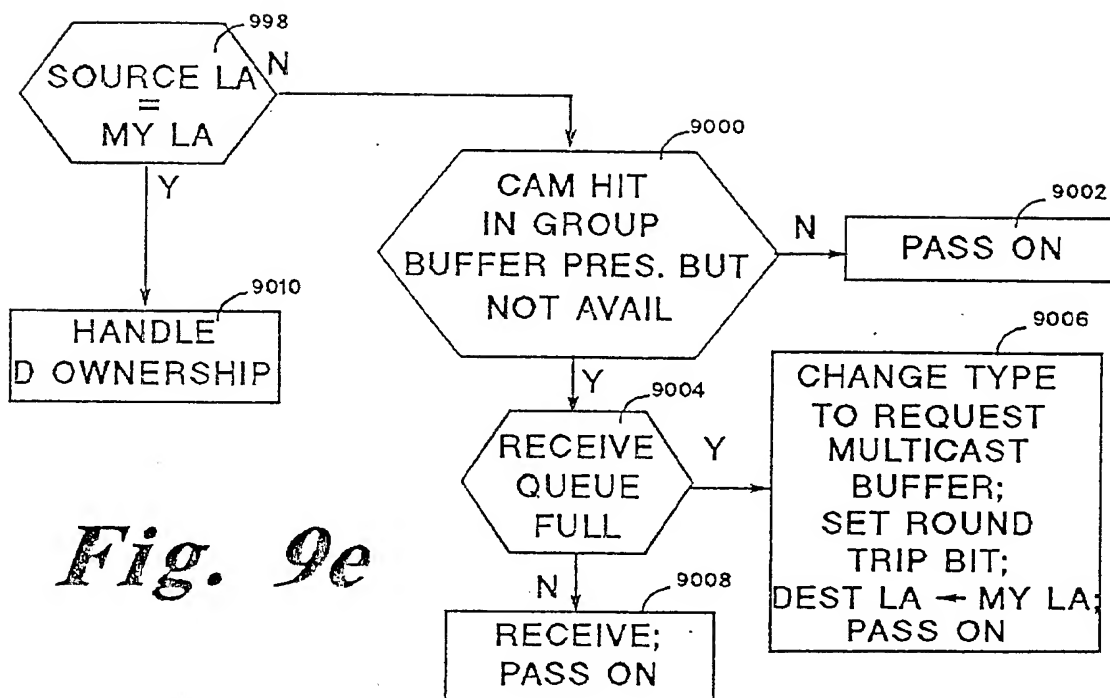 998
SOURCE LA
=
MY LA
N
Y
9010
HANDLE
D OWNERSHIP
9000
CAM HIT
IN GROUP
BUFFER PRES. BUT
NOT AVAIL
N
9002
PASS ON
Y
9004
RECEIVE
QUEUE
FULL
Y
9006
CHANGE TYPE
TO REQUEST
MULTICAST
BUFFER;
SET ROUND
TRIP BIT;
DEST LA ← MY LA;
PASS ON
N
9008
RECEIVE;
PASS ON
Fig. 9e